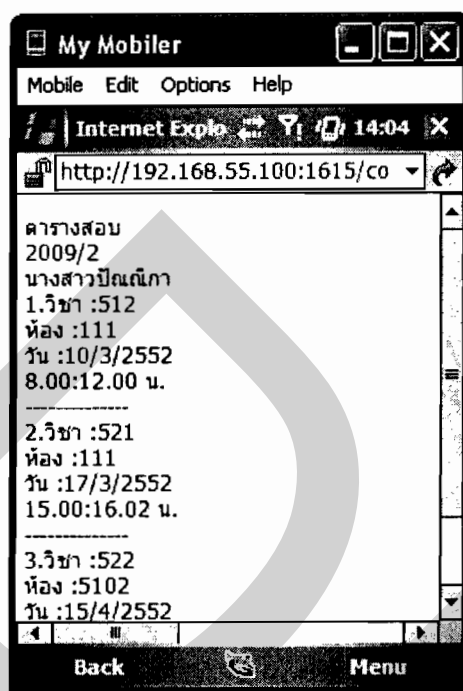 My Mobiler
Mobile Edit Options Help
Internet Explo 14:04
http://192.168.55.100:1615/co
ตารางสอบ
2009/2
นางสาวปัณณิกา
1.วิชา :512
ห้อง :111
วัน :10/3/2552
8.00:12.00 น.
--------------
2.วิชา :521
ห้อง :111
วัน :17/3/2552
15.00:16.02 น.
--------------
3.วิชา :522
ห้อง :5102
วัน :15/4/2552
Back Menu